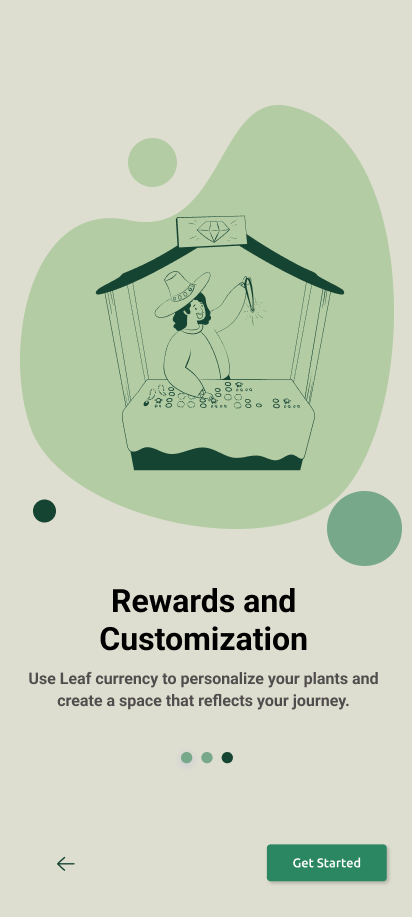 Rewards and
Customization
Use Leaf currency to personalize your plants and
create a space that reflects your journey.
Get Started